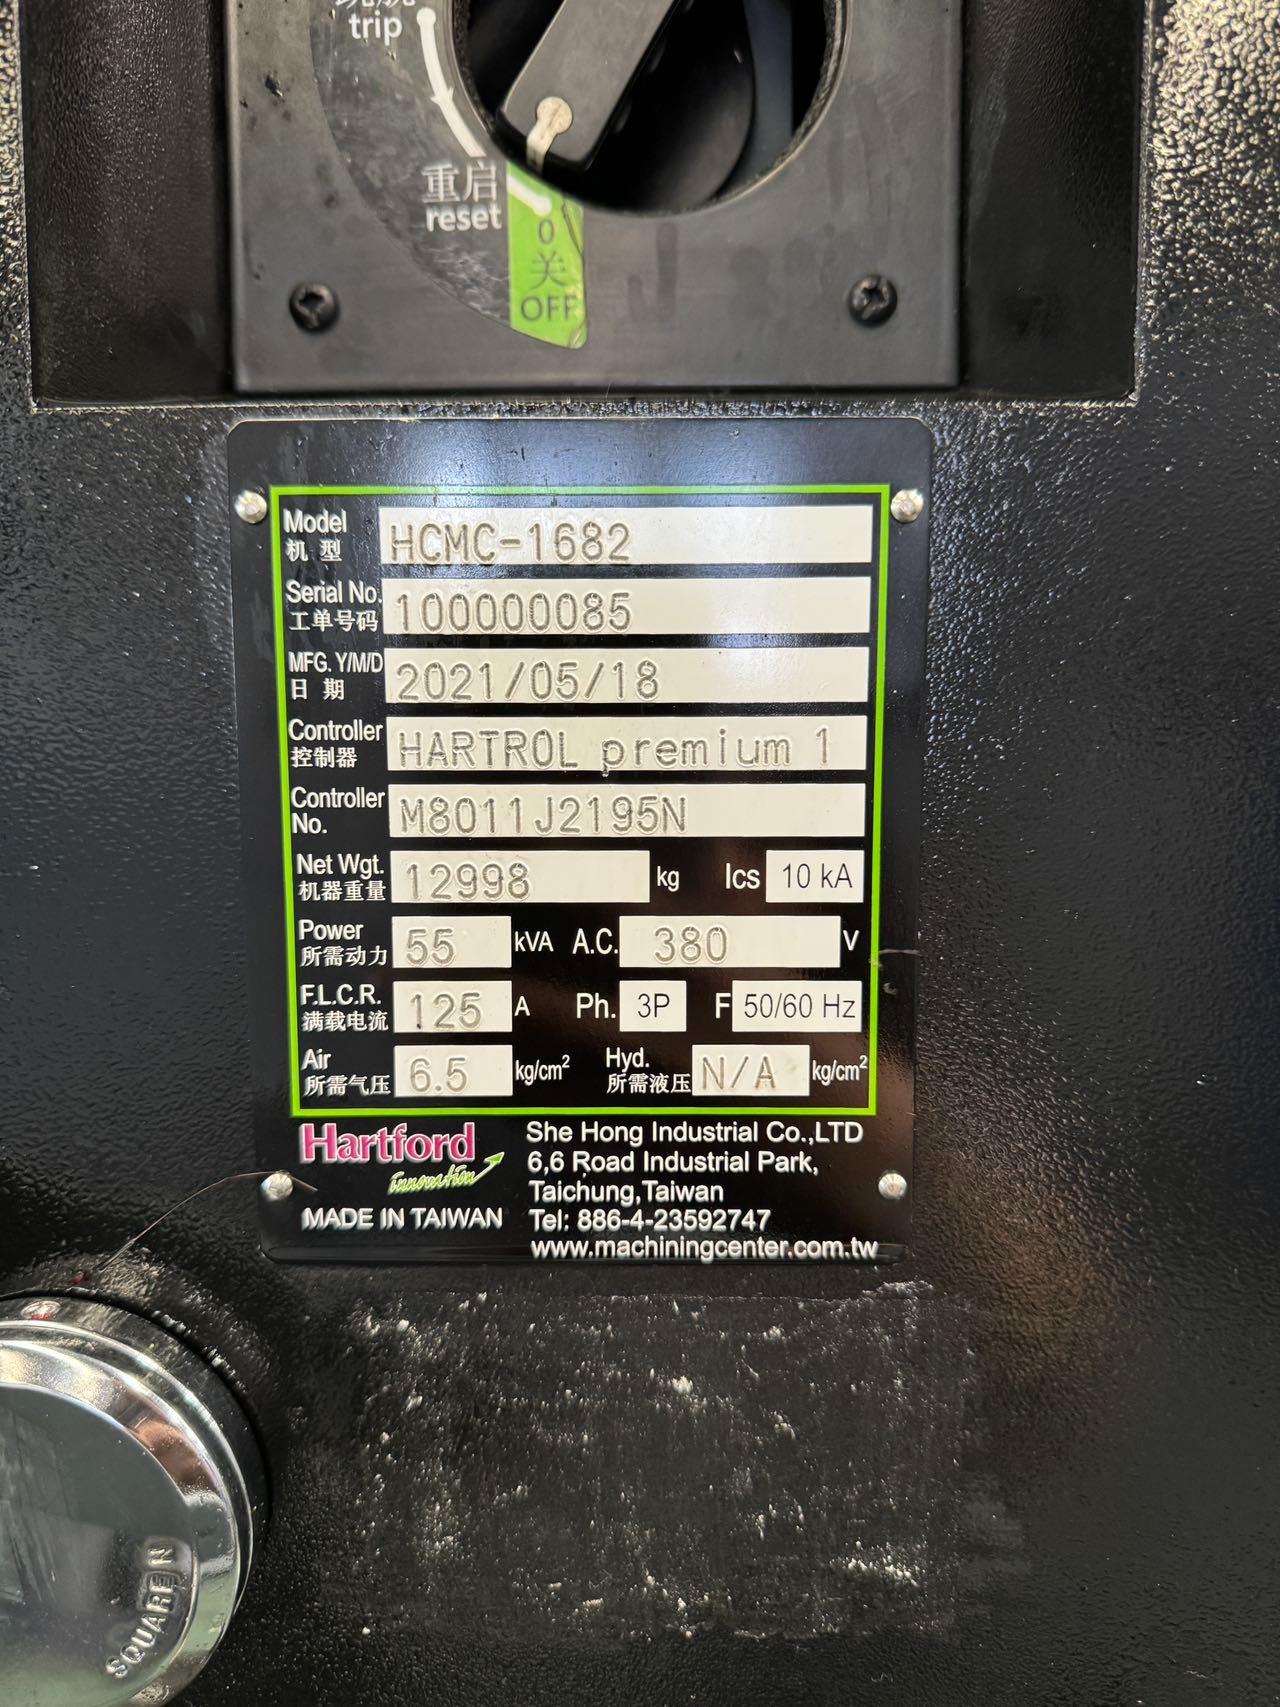 trip
重启
reset
0
关
OFF
Model
机 型
HCMC-1682
Serial No.
工单号码
100000085
MFG. Y/M/D
日 期
2021/05/18
Controller
控制器
HARTROL premium 1
Controller
No.
M8011J2195N
Net Wgt.
机器重量
12998 kg Ics 10 kA
Power
所需动力
55 kVA A.C. 380 V
F.L.C.R.
满载电流
125 A Ph. 3P F 50/60 Hz
Air
所需气压
6.5 kg/cm²
Hyd.
所需液压
N/A kg/cm²
Hartford
innovation
MADE IN TAIWAN
She Hong Industrial Co.,LTD
6,6 Road Industrial Park,
Taichung,Taiwan
Tel: 886-4-23592747
www.machiningcenter.com.tw
SQUARE N